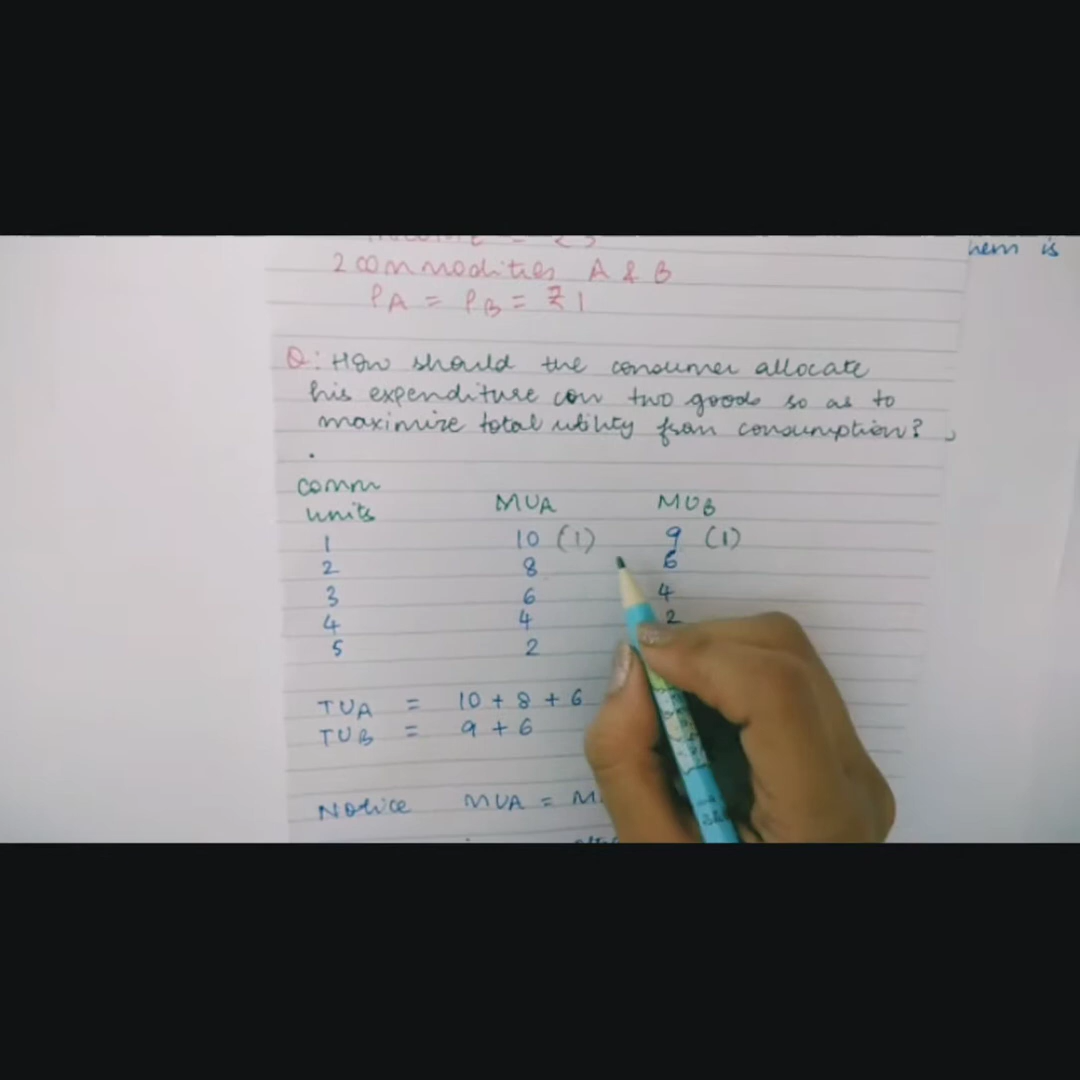 hem is
2 commodities A & B
PA = PB = ₹1
Q: How should the consumer allocate
his expenditure on two goods so as to
maximize total utility from consumption?
comm
units MUA MUB
1 10 (1) 9 (1)
2 8 6
3 6 4
4 4 2
5 2
TUA = 10 + 8 + 6
TUB = 9 + 6
Notice MUA =